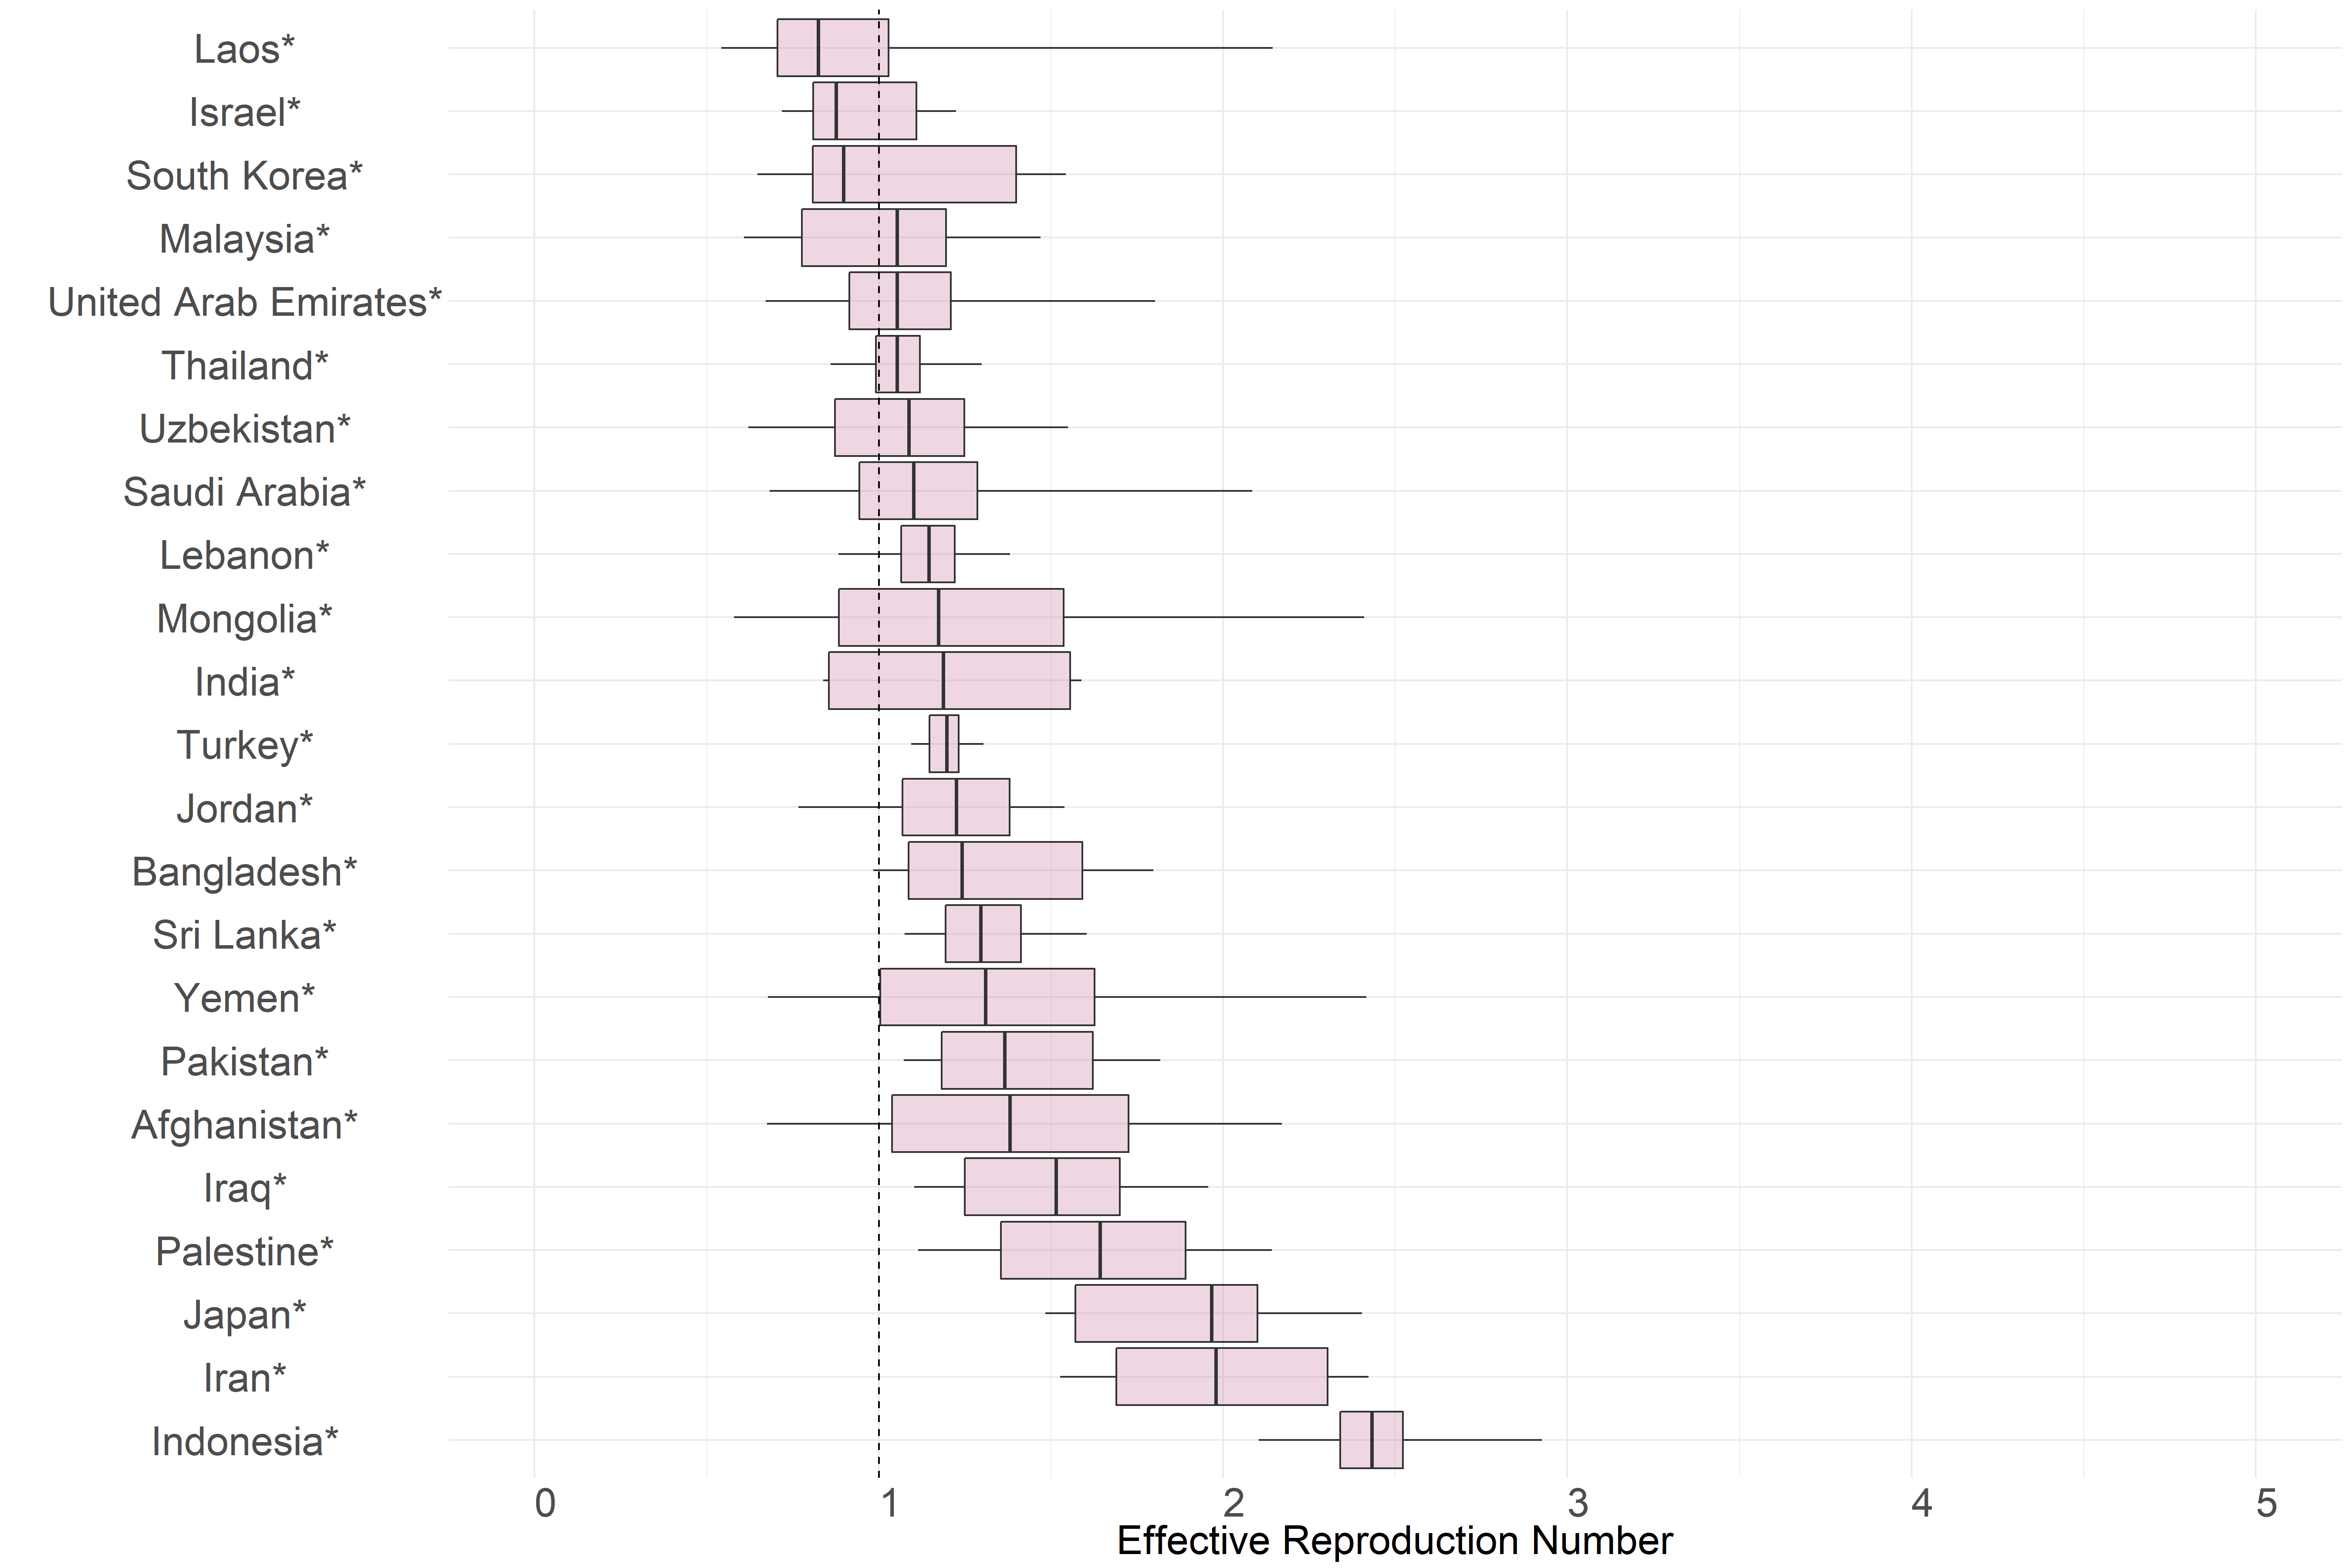 Laos*
Israel*
South Korea*
Malaysia*
United Arab Emirates*
Thailand*
Uzbekistan*
Saudi Arabia*
Lebanon*
Mongolia*
India*
Turkey*
Jordan*
Bangladesh*
Sri Lanka*
Yemen*
Pakistan*
Afghanistan*
Iraq*
Palestine*
Japan*
Iran*
Indonesia*
0 1 2 3 4 5
Effective Reproduction Number